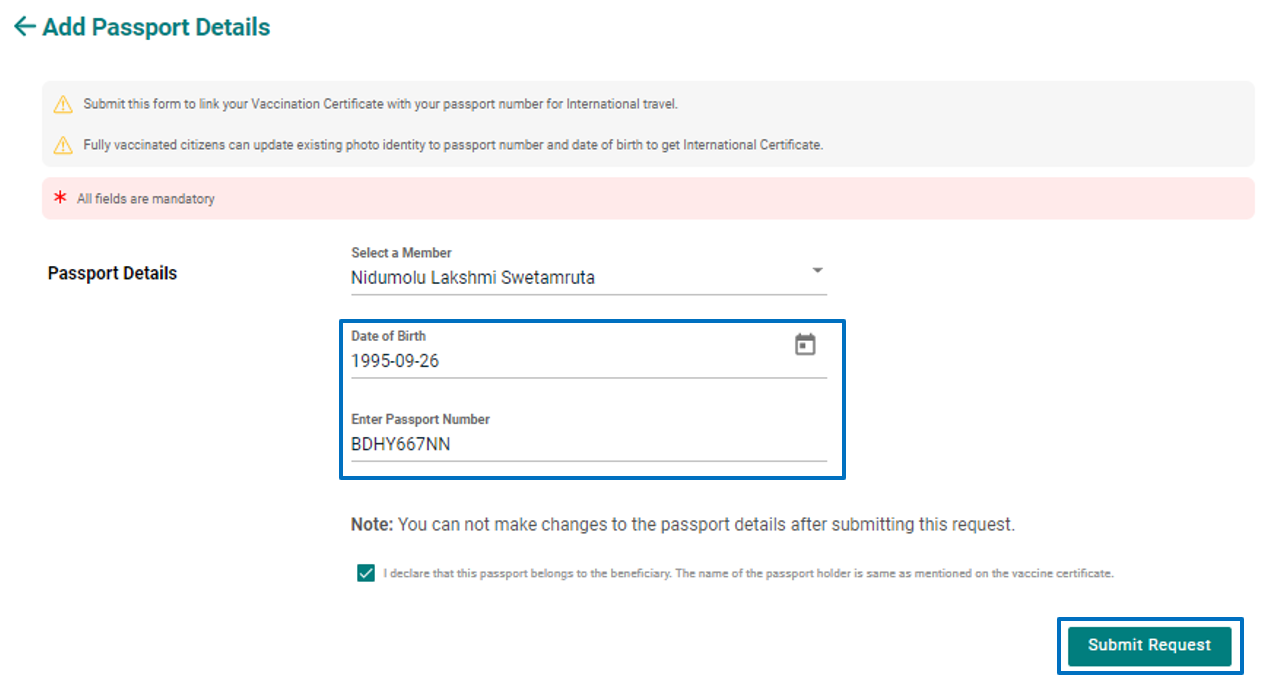 Add Passport Details
Submit this form to link your Vaccination Certificate with your passport number for International travel.
Fully vaccinated citizens can update existing photo identity to passport number and date of birth to get International Certificate.
* All fields are mandatory
Passport Details
Select a Member
Nidumolu Lakshmi Swetamruta
Date of Birth
1995-09-26
Enter Passport Number
BDHY667NN
Note: You can not make changes to the passport details after submitting this request.
I declare that this passport belongs to the beneficiary. The name of the passport holder is same as mentioned on the vaccine certificate.
Submit Request